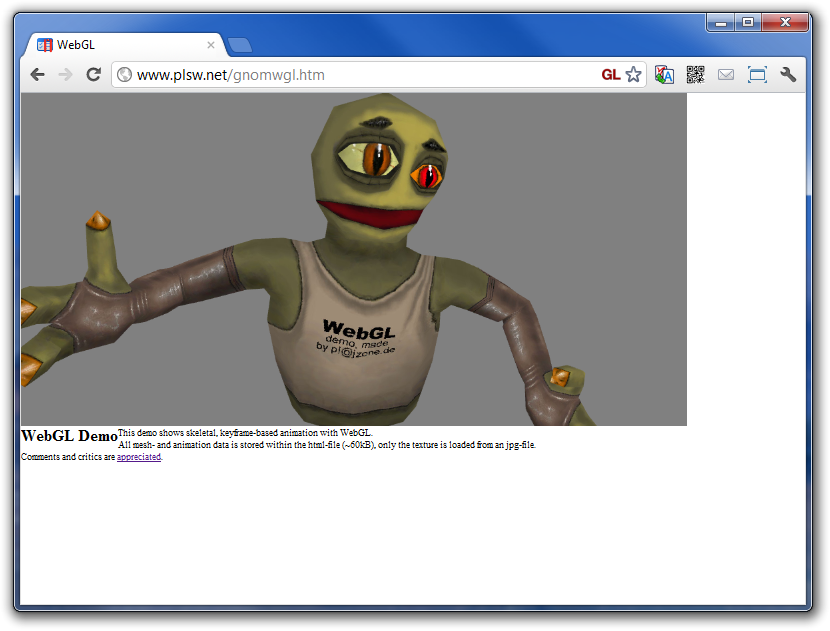 WebGL
www.plsw.net/gnomwgl.htm
GL
WebGL
demo, made
by pl@jzone.de
WebGL Demo This demo shows skeletal, keyframe-based animation with WebGL.
All mesh- and animation data is stored within the html-file (~60kB), only the texture is loaded from an jpg-file.
Comments and critics are appreciated.